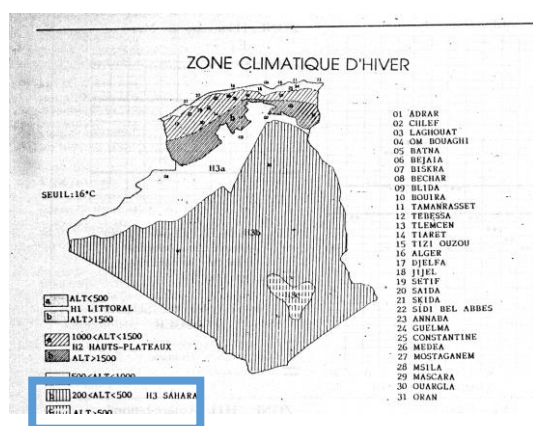 ZONE CLIMATIQUE D'HIVER
01 ADRAR
02 CHLEF
03 LAGHOUAT
04 OM BOUAGHI
05 BATNA
06 BEJAIA
07 BISKRA
08 BECHAR
09 BLIDA
10 BOUIRA
11 TAMANRASSET
12 TEBESSA
13 TLEMCEN
14 TIARET
15 TIZI OUZOU
16 ALGER
17 DJELFA
18 JIJEL
19 SETIF
20 SAIDA
21 SKIDA
22 SIDI BEL ABBES
23 ANNABA
24 GUELMA
25 CONSTANTINE
26 MEDEA
27 MOSTAGANEM
28 MSILA
29 MASCARA
30 OUARGLA
31 ORAN
H3a
H3b
SEUIL:16°C
a ALT<500
H1 LITTORAL
b ALT>1500
a 1000<ALT<1500
H2 HAUTS-PLATEAUX
b ALT>1500
500<ALT<1000
b 200<ALT<500 H3 SAHARA
c ALT>500